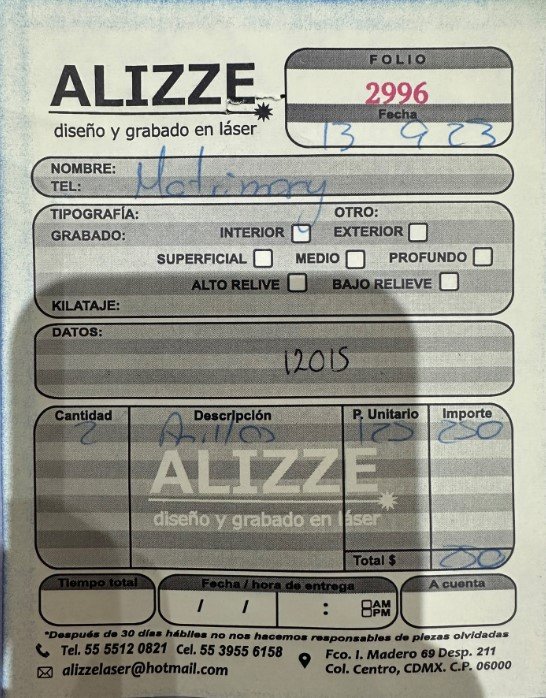 ALIZZE
diseño y grabado en láser
FOLIO
2996
Fecha
13 9 23
NOMBRE: Matrimony
TEL:
TIPOGRAFÍA: OTRO:
GRABADO: INTERIOR EXTERIOR
SUPERFICIAL MEDIO PROFUNDO
ALTO RELIVE BAJO RELIEVE
KILATAJE:
DATOS:
12015
Cantidad Descripción P. Unitario Importe
2 Anillos 125 250
ALIZZE
diseño y grabado en láser
Total $ 250
Tiempo total Fecha / hora de entrega A cuenta
/ / : AM
PM
*Después de 30 días hábiles no nos hacemos responsables de piezas olvidadas
Tel. 55 5512 0821 Cel. 55 3955 6158
alizzelaser@hotmail.com
Fco. I. Madero 69 Desp. 211
Col. Centro, CDMX. C.P. 06000